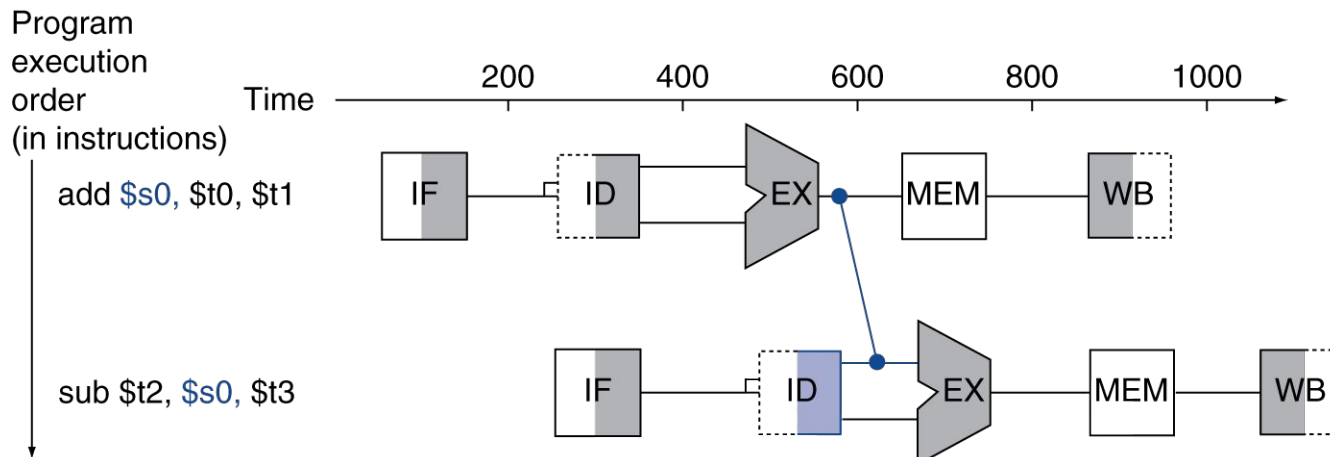 Program
execution
order
(in instructions)
Time
200 400 600 800 1000
add $s0, $t0, $t1
IF ID EX MEM WB
sub $t2, $s0, $t3
IF ID EX MEM WB